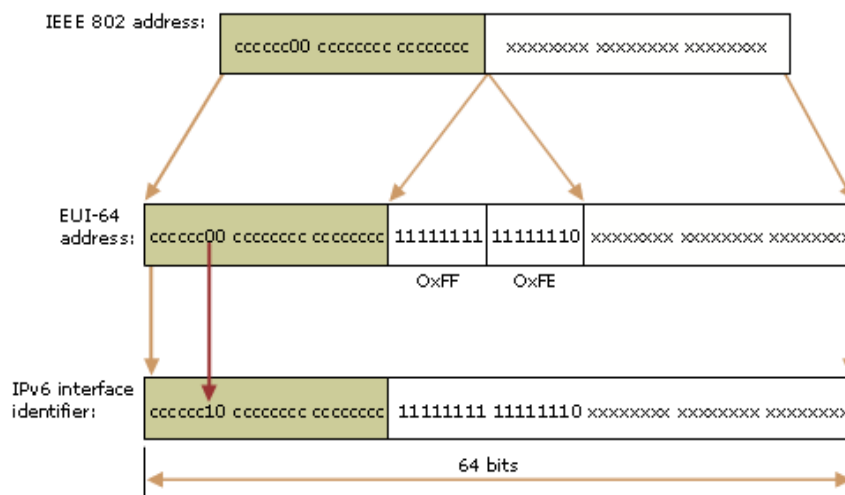 IEEE 802 address:
cccccc00 cccccccc cccccccc xxxxxxxx xxxxxxxx xxxxxxxx
EUI-64
address:
cccccc00 cccccccc cccccccc 11111111 11111110 xxxxxxxx xxxxxxxx xxxxxxxx
0xFF 0xFE
IPv6 interface
identifier:
cccccc10 cccccccc cccccccc 11111111 11111110 xxxxxxxx xxxxxxxx xxxxxxxx
64 bits